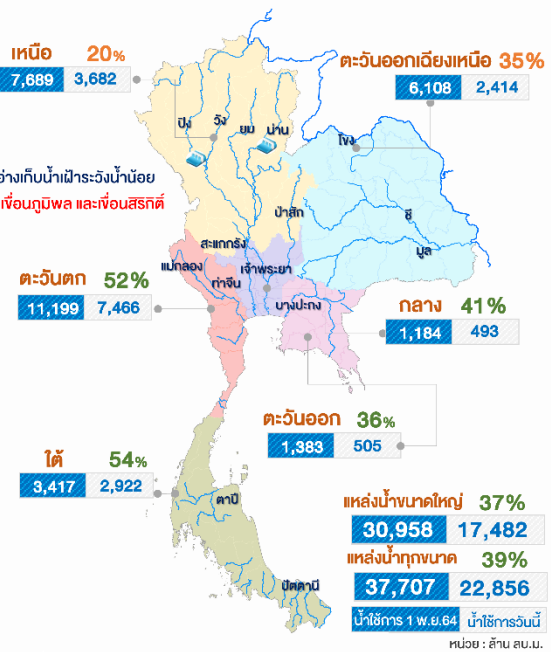 เหนือ 20%
7,689 3,682
ตะวันออกเฉียงเหนือ 35%
6,108 2,414
ปิง
วัง
ยม
น่าน
โขง
อ่างเก็บน้ำเฝ้าระวังน้ำน้อย
เขื่อนภูมิพล และเขื่อนสิริกิติ์
ป่าสัก
ชี
มูล
สะแกกรัง
แม่กลอง
เจ้าพระยา
ท่าจีน
บางปะกง
ตะวันตก 52%
11,199 7,466
กลาง 41%
1,184 493
ตะวันออก 36%
1,383 505
ใต้ 54%
3,417 2,922
ตาปี
ปัตตานี
แหล่งน้ำขนาดใหญ่ 37%
30,958 17,482
แหล่งน้ำทุกขนาด 39%
37,707 22,856
น้ำใช้การ 1 พ.ย.64 น้ำใช้การวันนี้
หน่วย : ล้าน ลบ.ม.